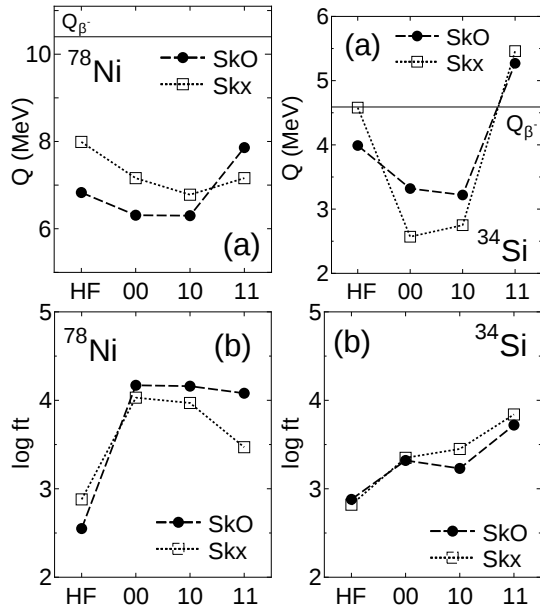 Qβ-
78Ni
SkO
Skx
Q (MeV)
10
8
6
(a)
HF 00 10 11
(a)
SkO
Skx
Q (MeV)
6
5
4
3
2
Qβ-
34Si
HF 00 10 11
78Ni
(b)
log ft
5
4
3
2
SkO
Skx
HF 00 10 11
(b)
34Si
log ft
5
4
3
2
SkO
Skx
HF 00 10 11